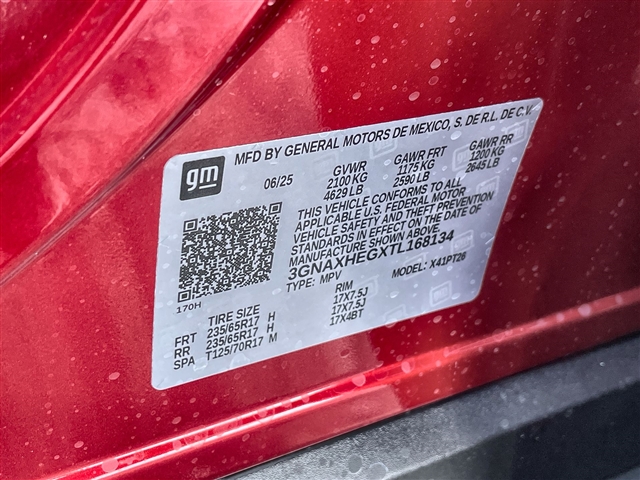 gm
MFD BY GENERAL MOTORS DE MEXICO, S. DE R.L. DE C.V.
06/25 GVWR GAWR FRT GAWR RR
2100 KG 1175 KG 1200 KG
4629 LB 2590 LB 2645 LB
THIS VEHICLE CONFORMS TO ALL
APPLICABLE U.S. FEDERAL MOTOR
VEHICLE SAFETY AND THEFT PREVENTION
STANDARDS IN EFFECT ON THE DATE OF
MANUFACTURE SHOWN ABOVE.
3GNAXHEGXTL168134
TYPE: MPV MODEL: X41PT26
170H
TIRE SIZE RIM
FRT 235/65R17 H 17X7.5J
RR 235/65R17 H 17X7.5J
SPA T125/70R17 M 17X4BT